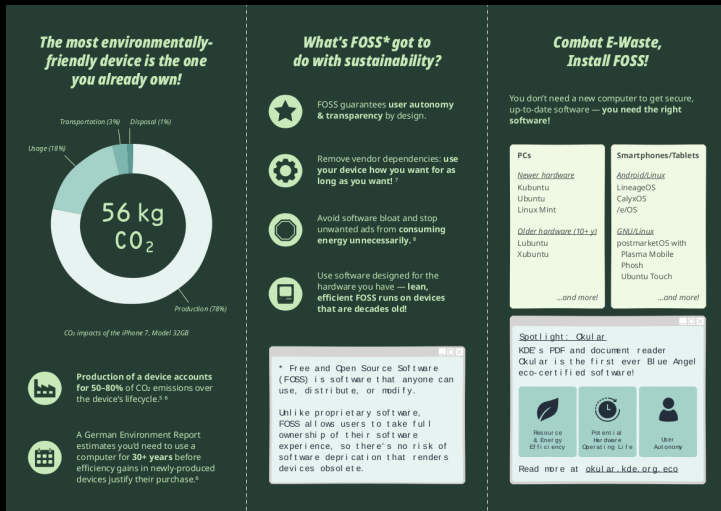 The most environmentally-
friendly device is the one
you already own!
Transportation (3%)
Disposal (1%)
Usage (18%)
56 kg
CO₂
Production (78%)
CO₂ impacts of the iPhone 7, Model 32GB
Production of a device accounts
for 50–80% of CO₂ emissions over
the device's lifecycle.⁵ ⁶
A German Environment Report
estimates you'd need to use a
computer for 30+ years before
efficiency gains in newly-produced
devices justify their purchase.⁶
What's FOSS* got to
do with sustainability?
FOSS guarantees user autonomy
& transparency by design.
Remove vendor dependencies: use
your device how you want for as
long as you want! ⁷
Avoid software bloat and stop
unwanted ads from consuming
energy unnecessarily. ⁸
Use software designed for the
hardware you have — lean,
efficient FOSS runs on devices
that are decades old!
* Free and Open Source Software
(FOSS) is software that anyone can
use, distribute, or modify.
Unlike proprietary software,
FOSS allows users to take full
ownership of their software
experience, so there's no risk of
software deprication that renders
devices obsolete.
Combat E-Waste,
Install FOSS!
You don't need a new computer to get secure,
up-to-date software — you need the right
software!
PCs
Newer hardware
Kubuntu
Ubuntu
Linux Mint
Older hardware (10+ y)
Lubuntu
Xubuntu
...and more!
Smartphones/Tablets
Android/Linux
LineageOS
CalyxOS
/e/OS
GNU/Linux
postmarketOS with
Plasma Mobile
Phosh
Ubuntu Touch
...and more!
Spotlight: Okular
KDE's PDF and document reader
Okular is the first ever Blue Angel
eco-certified software!
Resource
& Energy
Efficiency
Potential
Hardware
Operating Life
User
Autonomy
Read more at okular.kde.org,eco